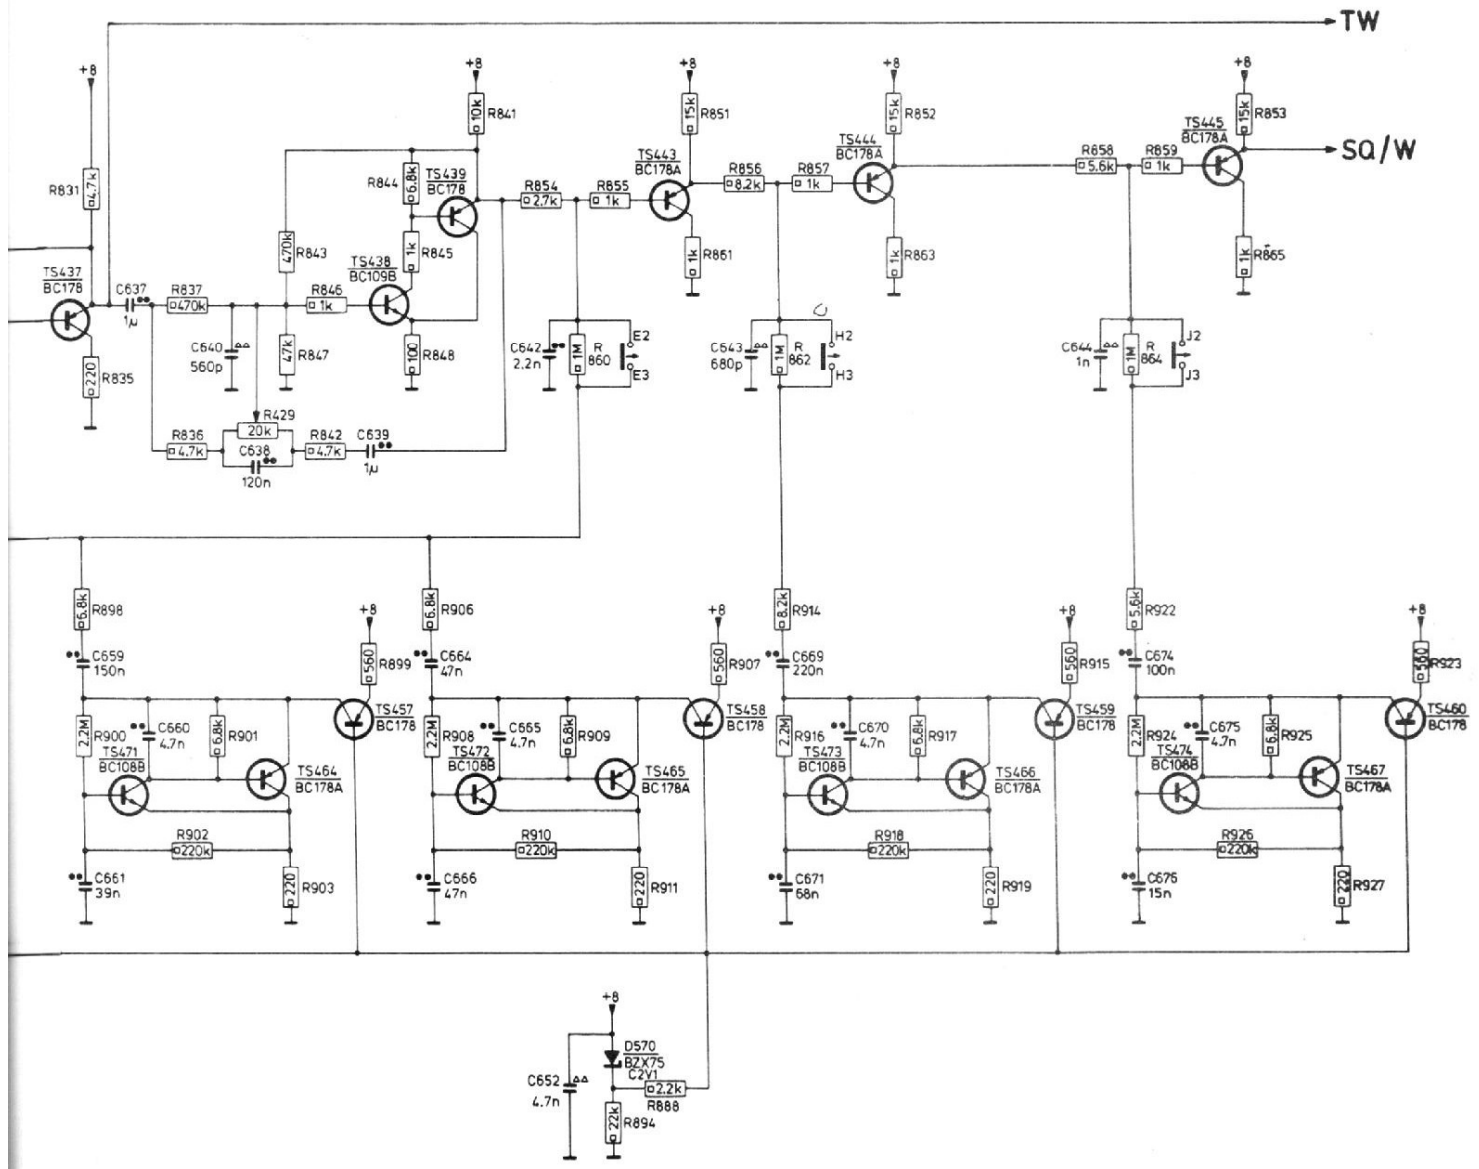 TW
+8
+8
+8
+8
+8
R831
4.7k
10k
R841
15k
R851
15k
R852
15k
R853
TS445
BC178A
SQ/W
TS444
BC178A
TS443
BC178A
R844
6.8k
TS439
BC178
R854
2.7k
R855
1k
R856
8.2k
R857
1k
R858
5.6k
R859
1k
470k
R843
1k
R845
R861
1k
R863
1k
R865
1k
TS437
BC178
C637
1µ
R837
470k
TS438
BC109B
R846
1k
C640
560p
47k
R847
100
R848
220
R835
C642
2.2n
1M
R
860
E2
E3
C643
680p
1M
R
862
H2
H3
C644
1n
1M
R
864
J2
J3
R429
20k
R836
4.7k
C638
120n
R842
4.7k
C639
1µ
6.8k
R898
+8
6.8k
R906
+8
8.2k
R914
+8
5.6k
R922
+8
C659
150n
560
R899
C664
47n
560
R907
C669
220n
560
R915
C674
100n
560
R923
TS457
BC178
TS458
BC178
TS459
BC178
TS460
BC178
2.2M
R900
C660
4.7n
6.8k
R901
2.2M
R908
C665
4.7n
6.8k
R909
2.2M
R916
C670
4.7n
6.8k
R917
2.2M
R924
C675
4.7n
6.8k
R925
TS471
BC108B
TS464
BC178A
TS472
BC108B
TS465
BC178A
TS473
BC108B
TS466
BC178A
TS474
BC108B
TS467
BC178A
R902
220k
R910
220k
R918
220k
R926
220k
C661
39n
220
R903
C666
47n
220
R911
C671
68n
220
R919
C676
15n
220
R927
+8
D570
BZX75
C2V1
C652
4.7n
2.2k
R888
22k
R894